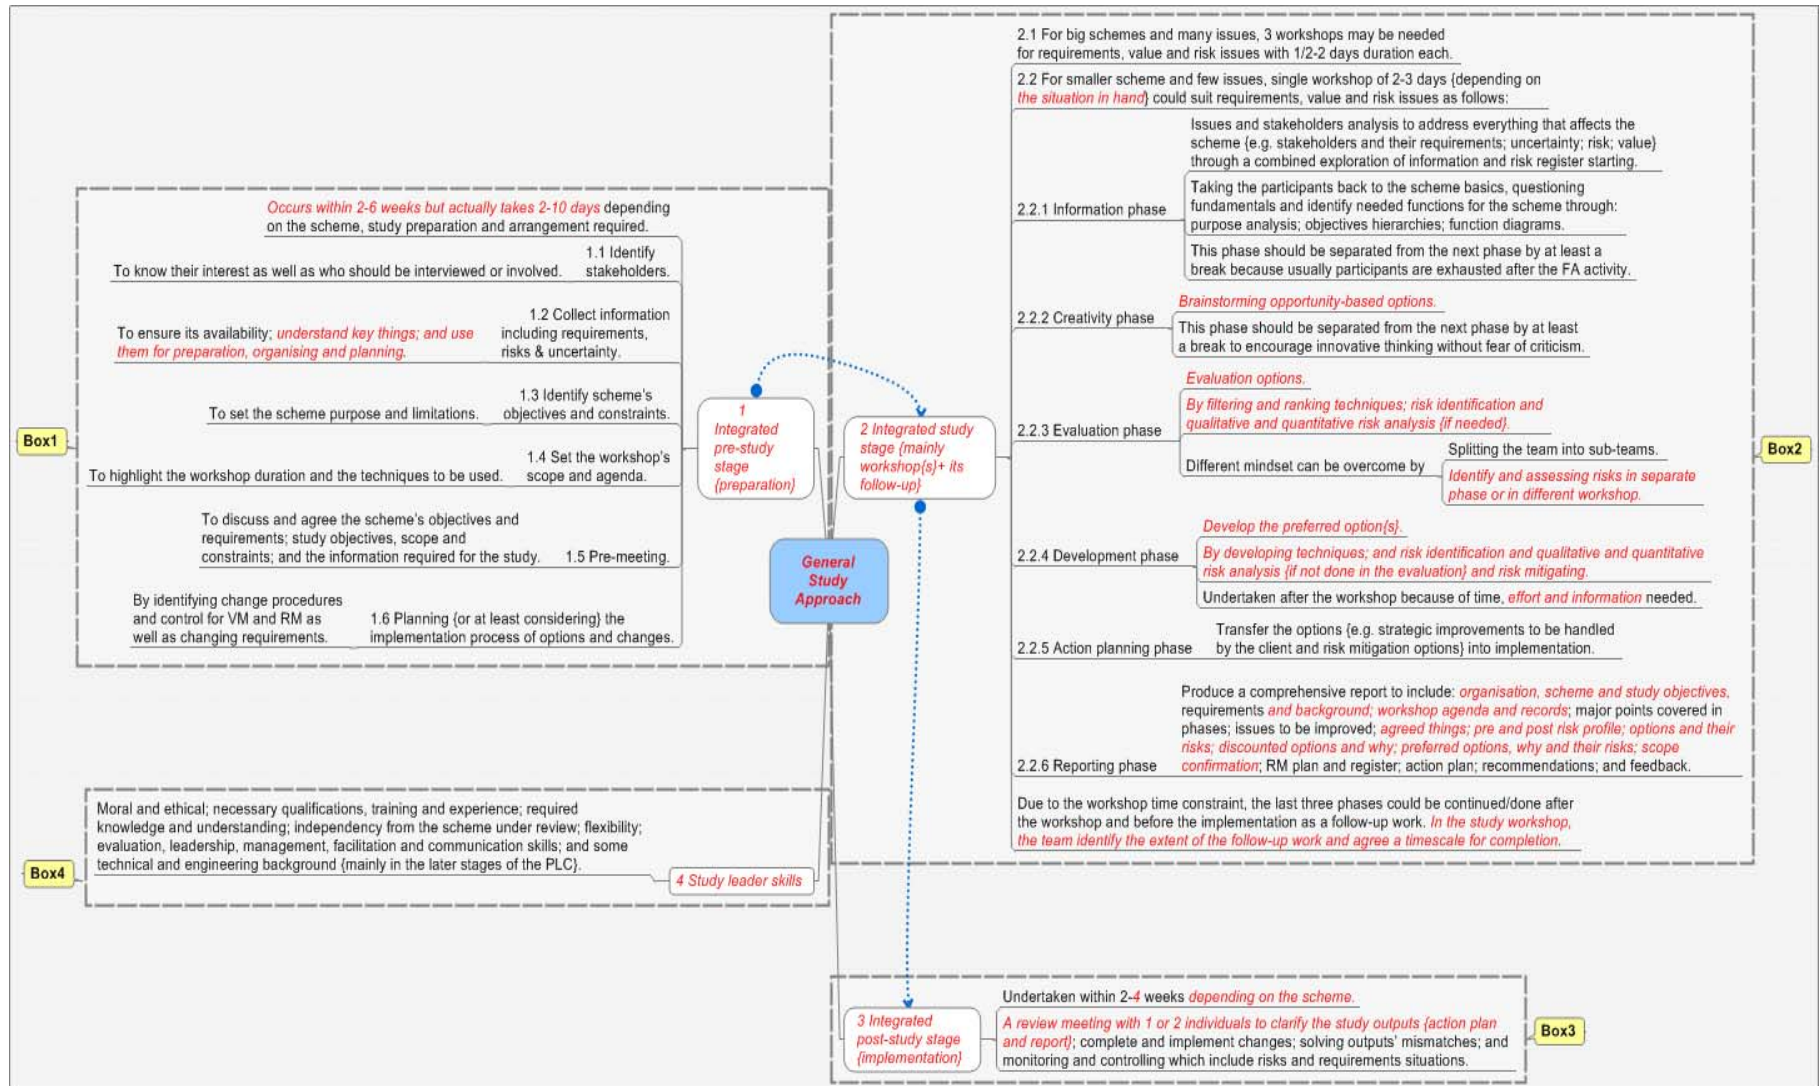 Box1
Occurs within 2-6 weeks but actually takes 2-10 days depending
on the scheme, study preparation and arrangement required.
1.1 Identify
stakeholders.
To know their interest as well as who should be interviewed or involved.
1.2 Collect information
including requirements,
risks & uncertainty.
To ensure its availability; understand key things; and use
them for preparation, organising and planning.
1.3 Identify scheme's
objectives and constraints.
To set the scheme purpose and limitations.
1.4 Set the workshop's
scope and agenda.
To highlight the workshop duration and the techniques to be used.
1.5 Pre-meeting.
To discuss and agree the scheme's objectives and
requirements; study objectives, scope and
constraints; and the information required for the study.
1.6 Planning {or at least considering} the
implementation process of options and changes.
By identifying change procedures
and control for VM and RM as
well as changing requirements.
1
Integrated
pre-study
stage
{preparation}
General
Study
Approach
2 Integrated study
stage {mainly
workshop{s}+ its
follow-up}
Box2
2.1 For big schemes and many issues, 3 workshops may be needed
for requirements, value and risk issues with 1/2-2 days duration each.
2.2 For smaller scheme and few issues, single workshop of 2-3 days {depending on
the situation in hand} could suit requirements, value and risk issues as follows:
2.2.1 Information phase
Issues and stakeholders analysis to address everything that affects the
scheme {e.g. stakeholders and their requirements; uncertainty; risk; value}
through a combined exploration of information and risk register starting.
Taking the participants back to the scheme basics, questioning
fundamentals and identify needed functions for the scheme through:
purpose analysis; objectives hierarchies; function diagrams.
This phase should be separated from the next phase by at least a
break because usually participants are exhausted after the FA activity.
2.2.2 Creativity phase
Brainstorming opportunity-based options.
This phase should be separated from the next phase by at least
a break to encourage innovative thinking without fear of criticism.
2.2.3 Evaluation phase
Evaluation options.
By filtering and ranking techniques; risk identification and
qualitative and quantitative risk analysis {if needed}.
Different mindset can be overcome by
Splitting the team into sub-teams.
Identify and assessing risks in separate
phase or in different workshop.
2.2.4 Development phase
Develop the preferred option{s}.
By developing techniques; and risk identification and qualitative and quantitative
risk analysis {if not done in the evaluation} and risk mitigating.
Undertaken after the workshop because of time, effort and information needed.
2.2.5 Action planning phase
Transfer the options {e.g. strategic improvements to be handled
by the client and risk mitigation options} into implementation.
2.2.6 Reporting phase
Produce a comprehensive report to include: organisation, scheme and study objectives,
requirements and background; workshop agenda and records; major points covered in
phases; issues to be improved; agreed things; pre and post risk profile; options and their
risks; discounted options and why; preferred options, why and their risks; scope
confirmation; RM plan and register; action plan; recommendations; and feedback.
Due to the workshop time constraint, the last three phases could be continued/done after
the workshop and before the implementation as a follow-up work. In the study workshop,
the team identify the extent of the follow-up work and agree a timescale for completion.
Box4
Moral and ethical; necessary qualifications, training and experience; required
knowledge and understanding; independency from the scheme under review; flexibility;
evaluation, leadership, management, facilitation and communication skills; and some
technical and engineering background {mainly in the later stages of the PLC}.
4 Study leader skills
3 Integrated
post-study stage
{implementation}
Undertaken within 2-4 weeks depending on the scheme.
A review meeting with 1 or 2 individuals to clarify the study outputs {action plan
and report}; complete and implement changes; solving outputs' mismatches; and
monitoring and controlling which include risks and requirements situations.
Box3